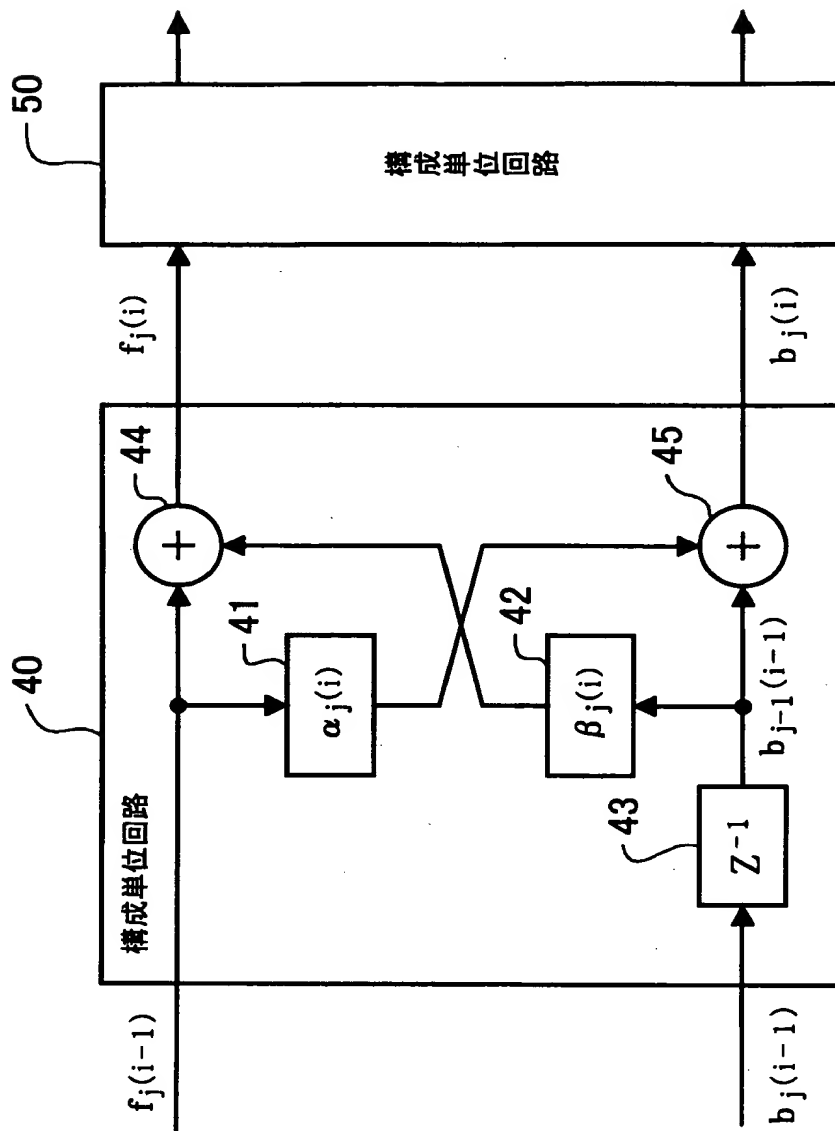 40
50
構成単位回路
f_j(i-1)
44
+
f_j(i)
構成単位回路
41
α_j(i)
42
β_j(i)
45
+
43
Z^-1
b_j(i-1)
b_{j-1}(i-1)
b_j(i)